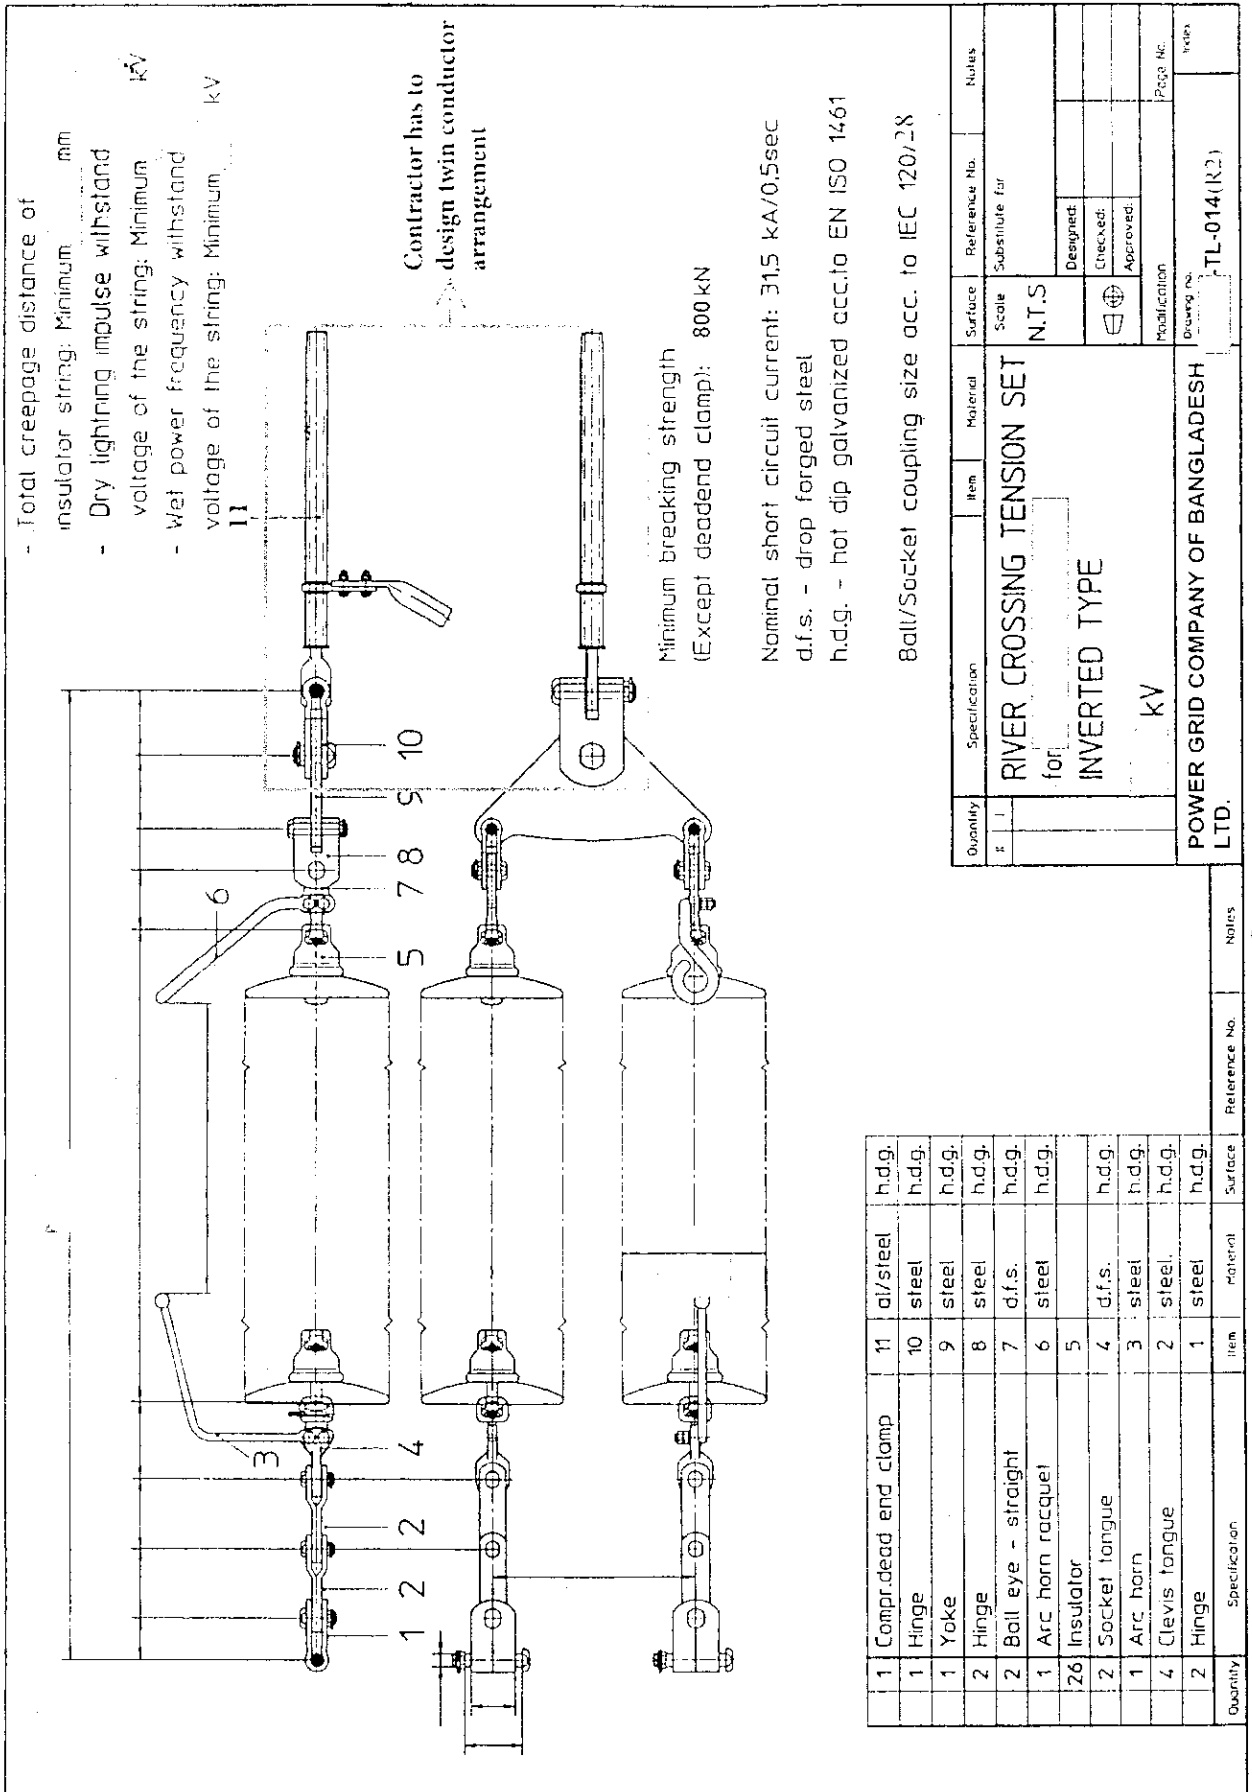 - Total creepage distance of
insulator string: Minimum mm
- Dry lightning impulse withstand
voltage of the string: Minimum kV
- Wet power frequency withstand
voltage of the string: Minimum kV
11
Contractor has to
design twin conductor
arrangement
Minimum breaking strength
(Except deadend clamp): 800kN
Nominal short circuit current: 31,5 kA/0,5sec
d.f.s. - drop forged steel
h.d.g. - hot dip galvanized acc.to EN ISO 1461
Ball/Socket coupling size acc. to IEC 120/28
1 2 2 4 5 7 8 9 10
3 6
1 Compr.dead end clamp 11 al/steel h.d.g.
1 Hinge 10 steel h.d.g.
1 Yoke 9 steel h.d.g.
2 Hinge 8 steel h.d.g.
2 Ball eye - straight 7 d.f.s. h.d.g.
1 Arc horn racquet 6 steel h.d.g.
26 Insulator 5
2 Socket tongue 4 d.f.s. h.d.g.
1 Arc horn 3 steel h.d.g.
4 Clevis tongue 2 steel. h.d.g.
2 Hinge 1 steel h.d.g.
Quantity Specification Item Material Surface Reference No. Notes
Quantity Specification Item Material Surface Reference No. Notes
RIVER CROSSING TENSION SET
for
INVERTED TYPE
kV
Scale
N.T.S
Substitute for
Designed:
Checked:
Approved:
Modification
Page No.
POWER GRID COMPANY OF BANGLADESH
LTD.
Drawing no.
-TL-014(R2)
Index